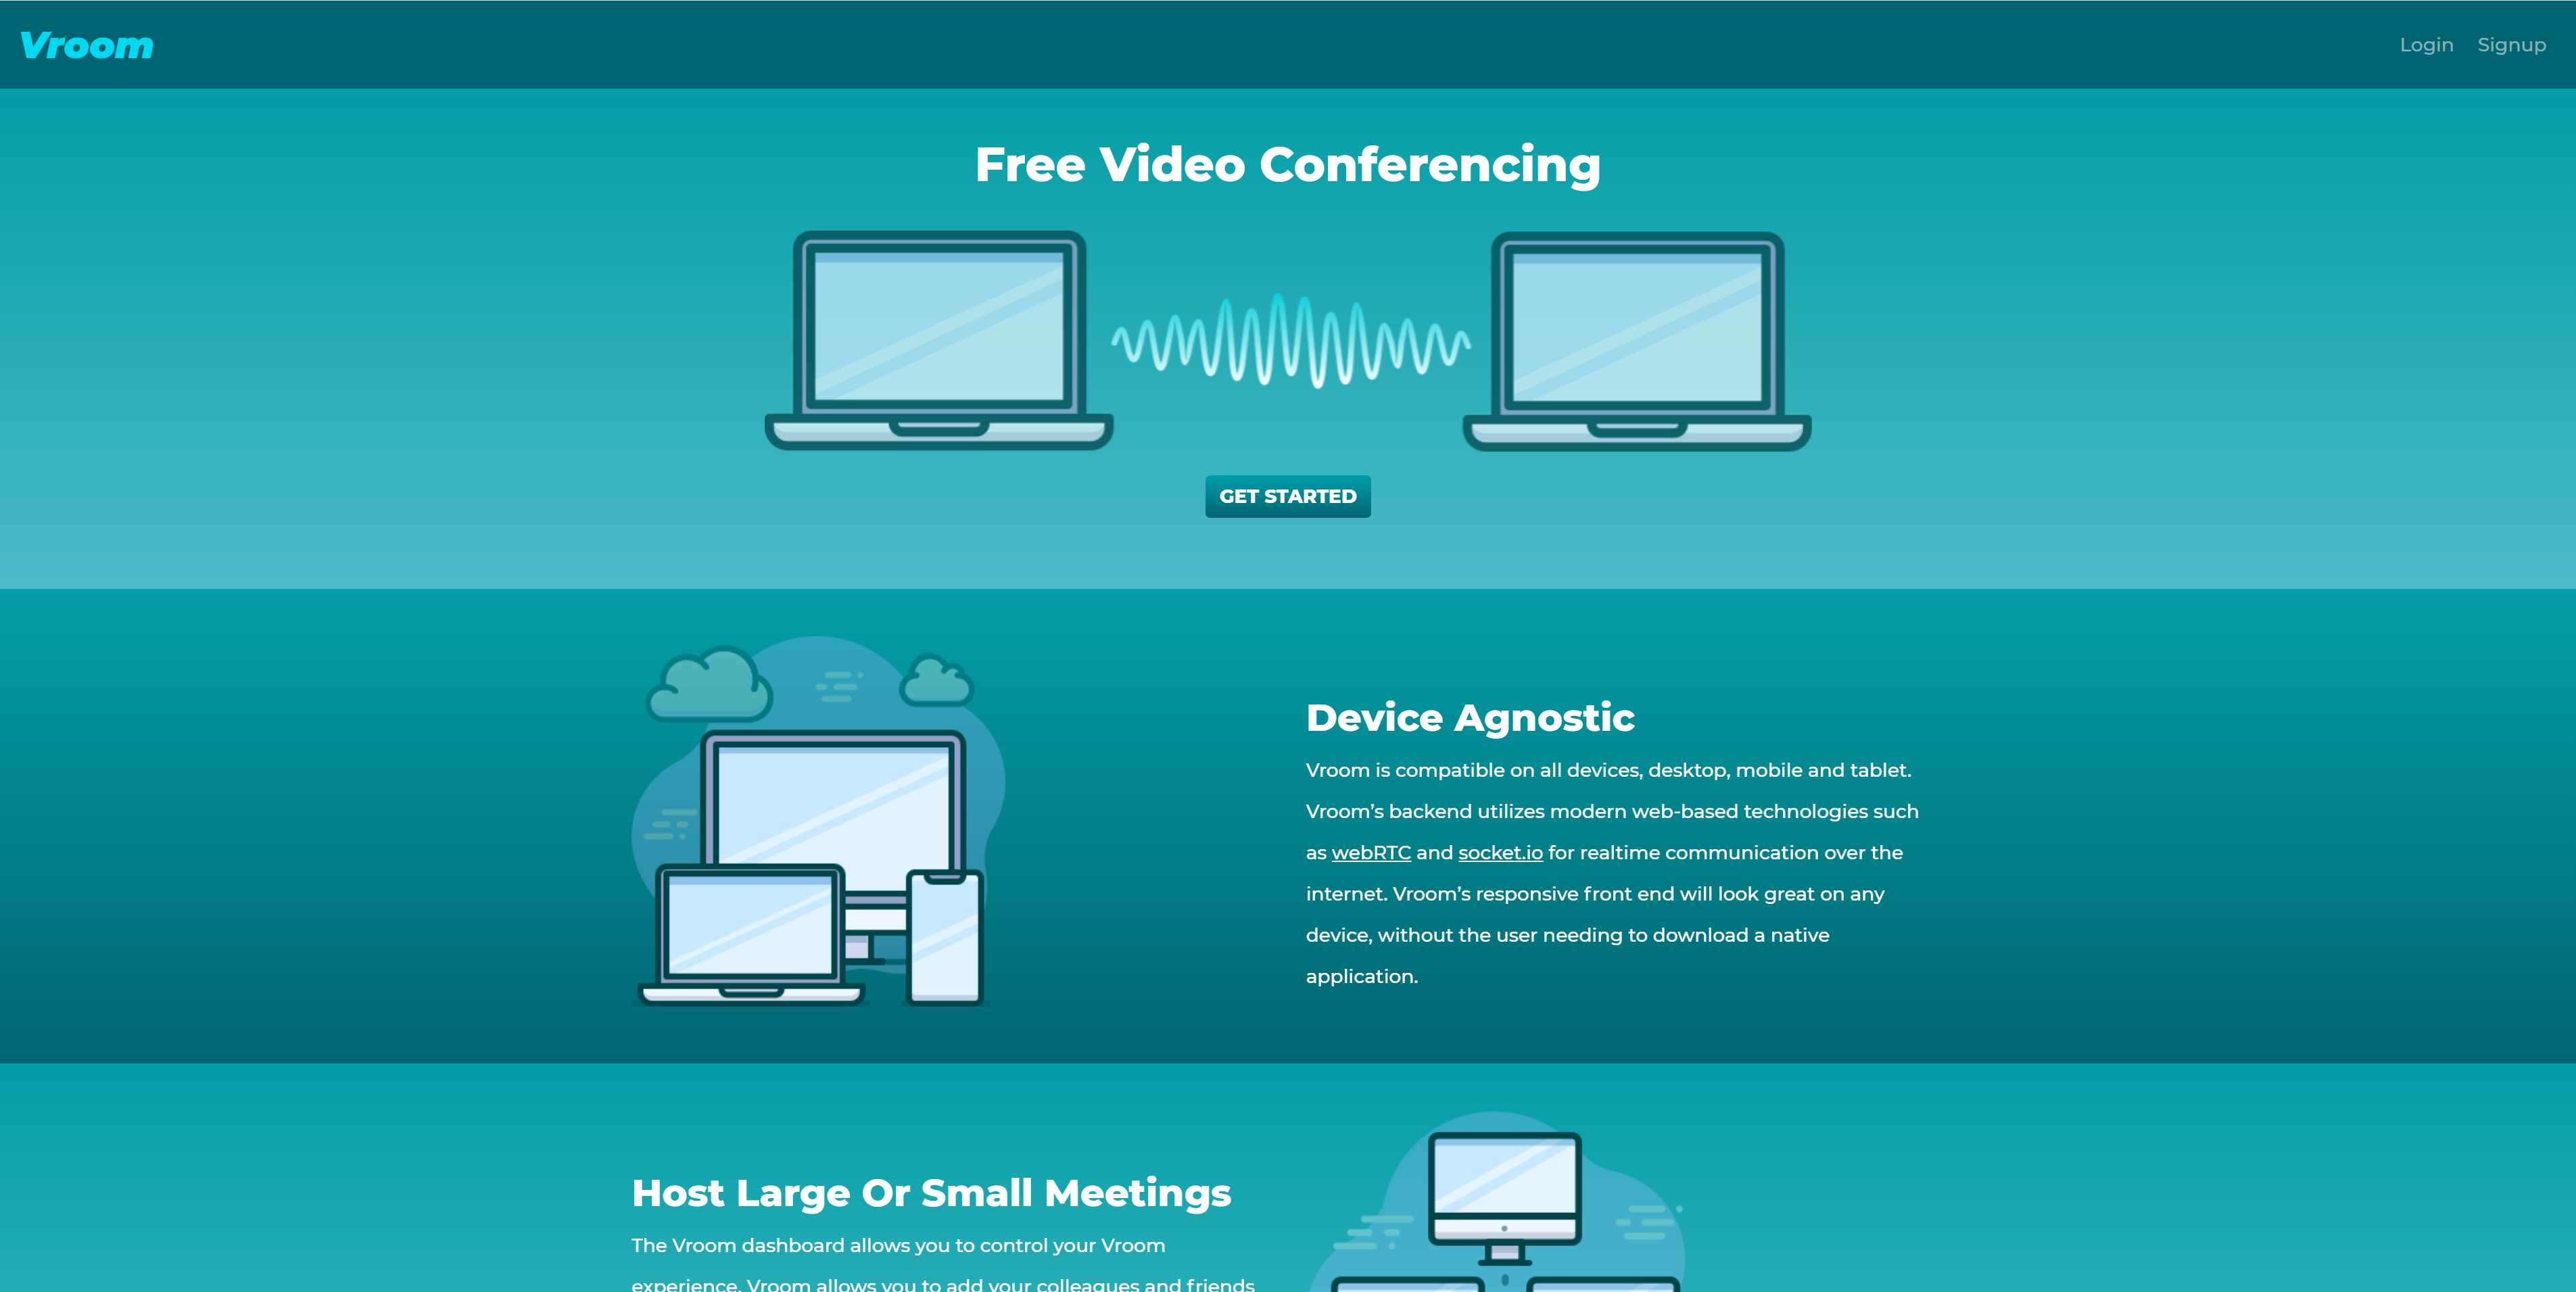 Vroom
Login Signup
Free Video Conferencing
GET STARTED
Device Agnostic
Vroom is compatible on all devices, desktop, mobile and tablet.
Vroom’s backend utilizes modern web-based technologies such
as webRTC and socket.io for realtime communication over the
internet. Vroom’s responsive front end will look great on any
device, without the user needing to download a native
application.
Host Large Or Small Meetings
The Vroom dashboard allows you to control your Vroom
experience. Vroom allows you to add your colleagues and friends